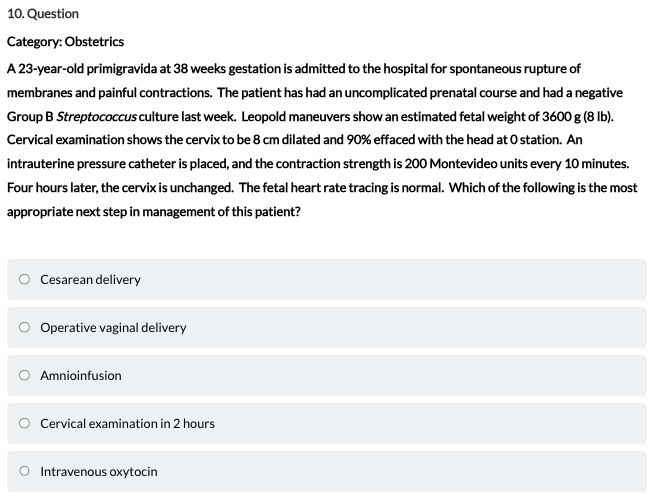 10. Question
Category: Obstetrics
A 23-year-old primigravida at 38 weeks gestation is admitted to the hospital for spontaneous rupture of
membranes and painful contractions. The patient has had an uncomplicated prenatal course and had a negative
Group B Streptococcus culture last week. Leopold maneuvers show an estimated fetal weight of 3600 g (8 lb).
Cervical examination shows the cervix to be 8 cm dilated and 90% effaced with the head at 0 station. An
intrauterine pressure catheter is placed, and the contraction strength is 200 Montevideo units every 10 minutes.
Four hours later, the cervix is unchanged. The fetal heart rate tracing is normal. Which of the following is the most
appropriate next step in management of this patient?
Cesarean delivery
Operative vaginal delivery
Amnioinfusion
Cervical examination in 2 hours
Intravenous oxytocin